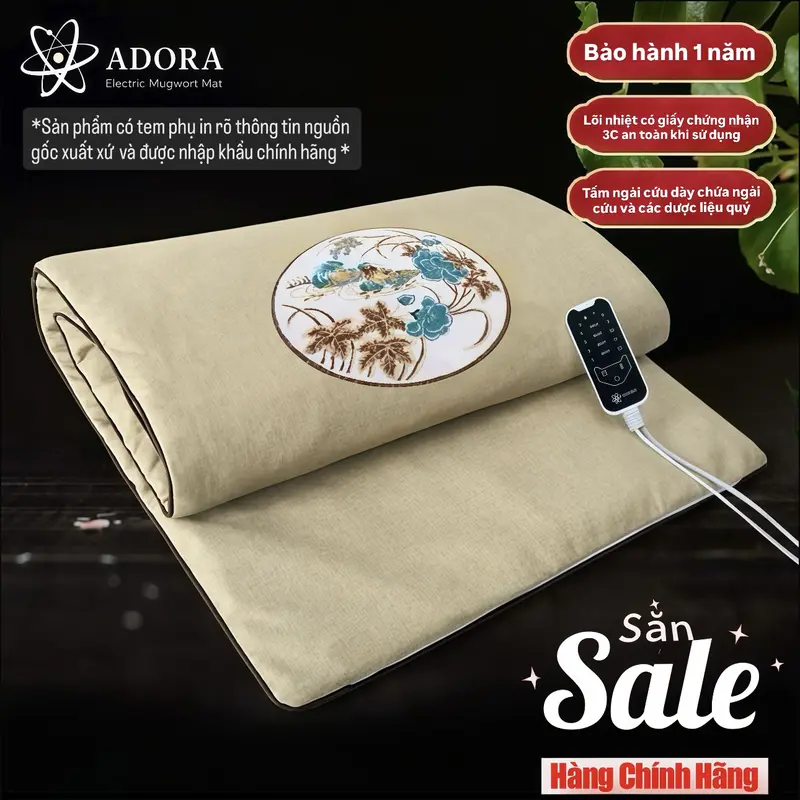 ADORA
Electric Mugwort Mat
*Sản phẩm có tem phụ in rõ thông tin nguồn
gốc xuất xứ và được nhập khẩu chính hãng *
Bảo hành 1 năm
Lõi nhiệt có giấy chứng nhận
3C an toàn khi sử dụng
Tấm ngải cứu dày chứa ngải
cứu và các dược liệu quý
Sẵn
Sale
Hàng Chính Hãng